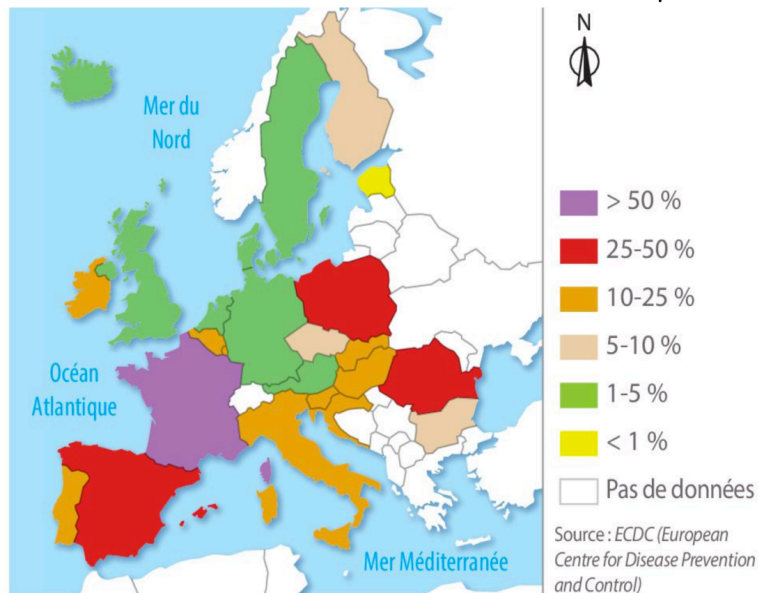 N
Mer du
Nord
Océan
Atlantique
Mer Méditerranée
> 50 %
25-50 %
10-25 %
5-10 %
1-5 %
< 1 %
Pas de données
Source : ECDC (European
Centre for Disease Prevention
and Control)